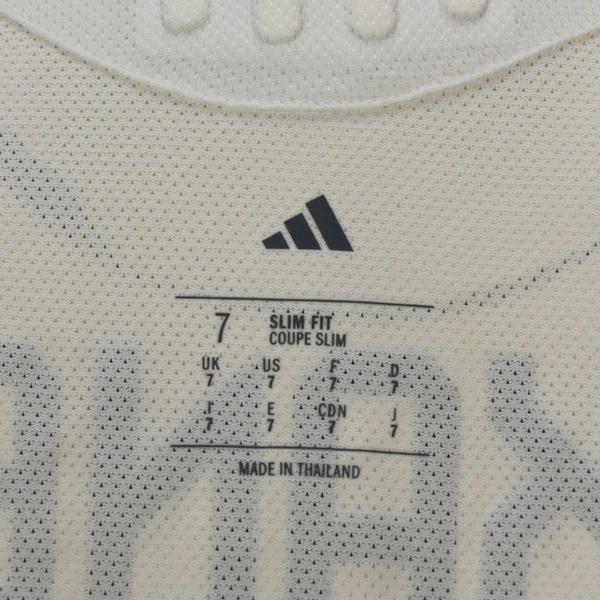 7 SLIM FIT
COUPE SLIM
UK US F D
7 7 7 7
I E CDN J
7 7 7 7
MADE IN THAILAND